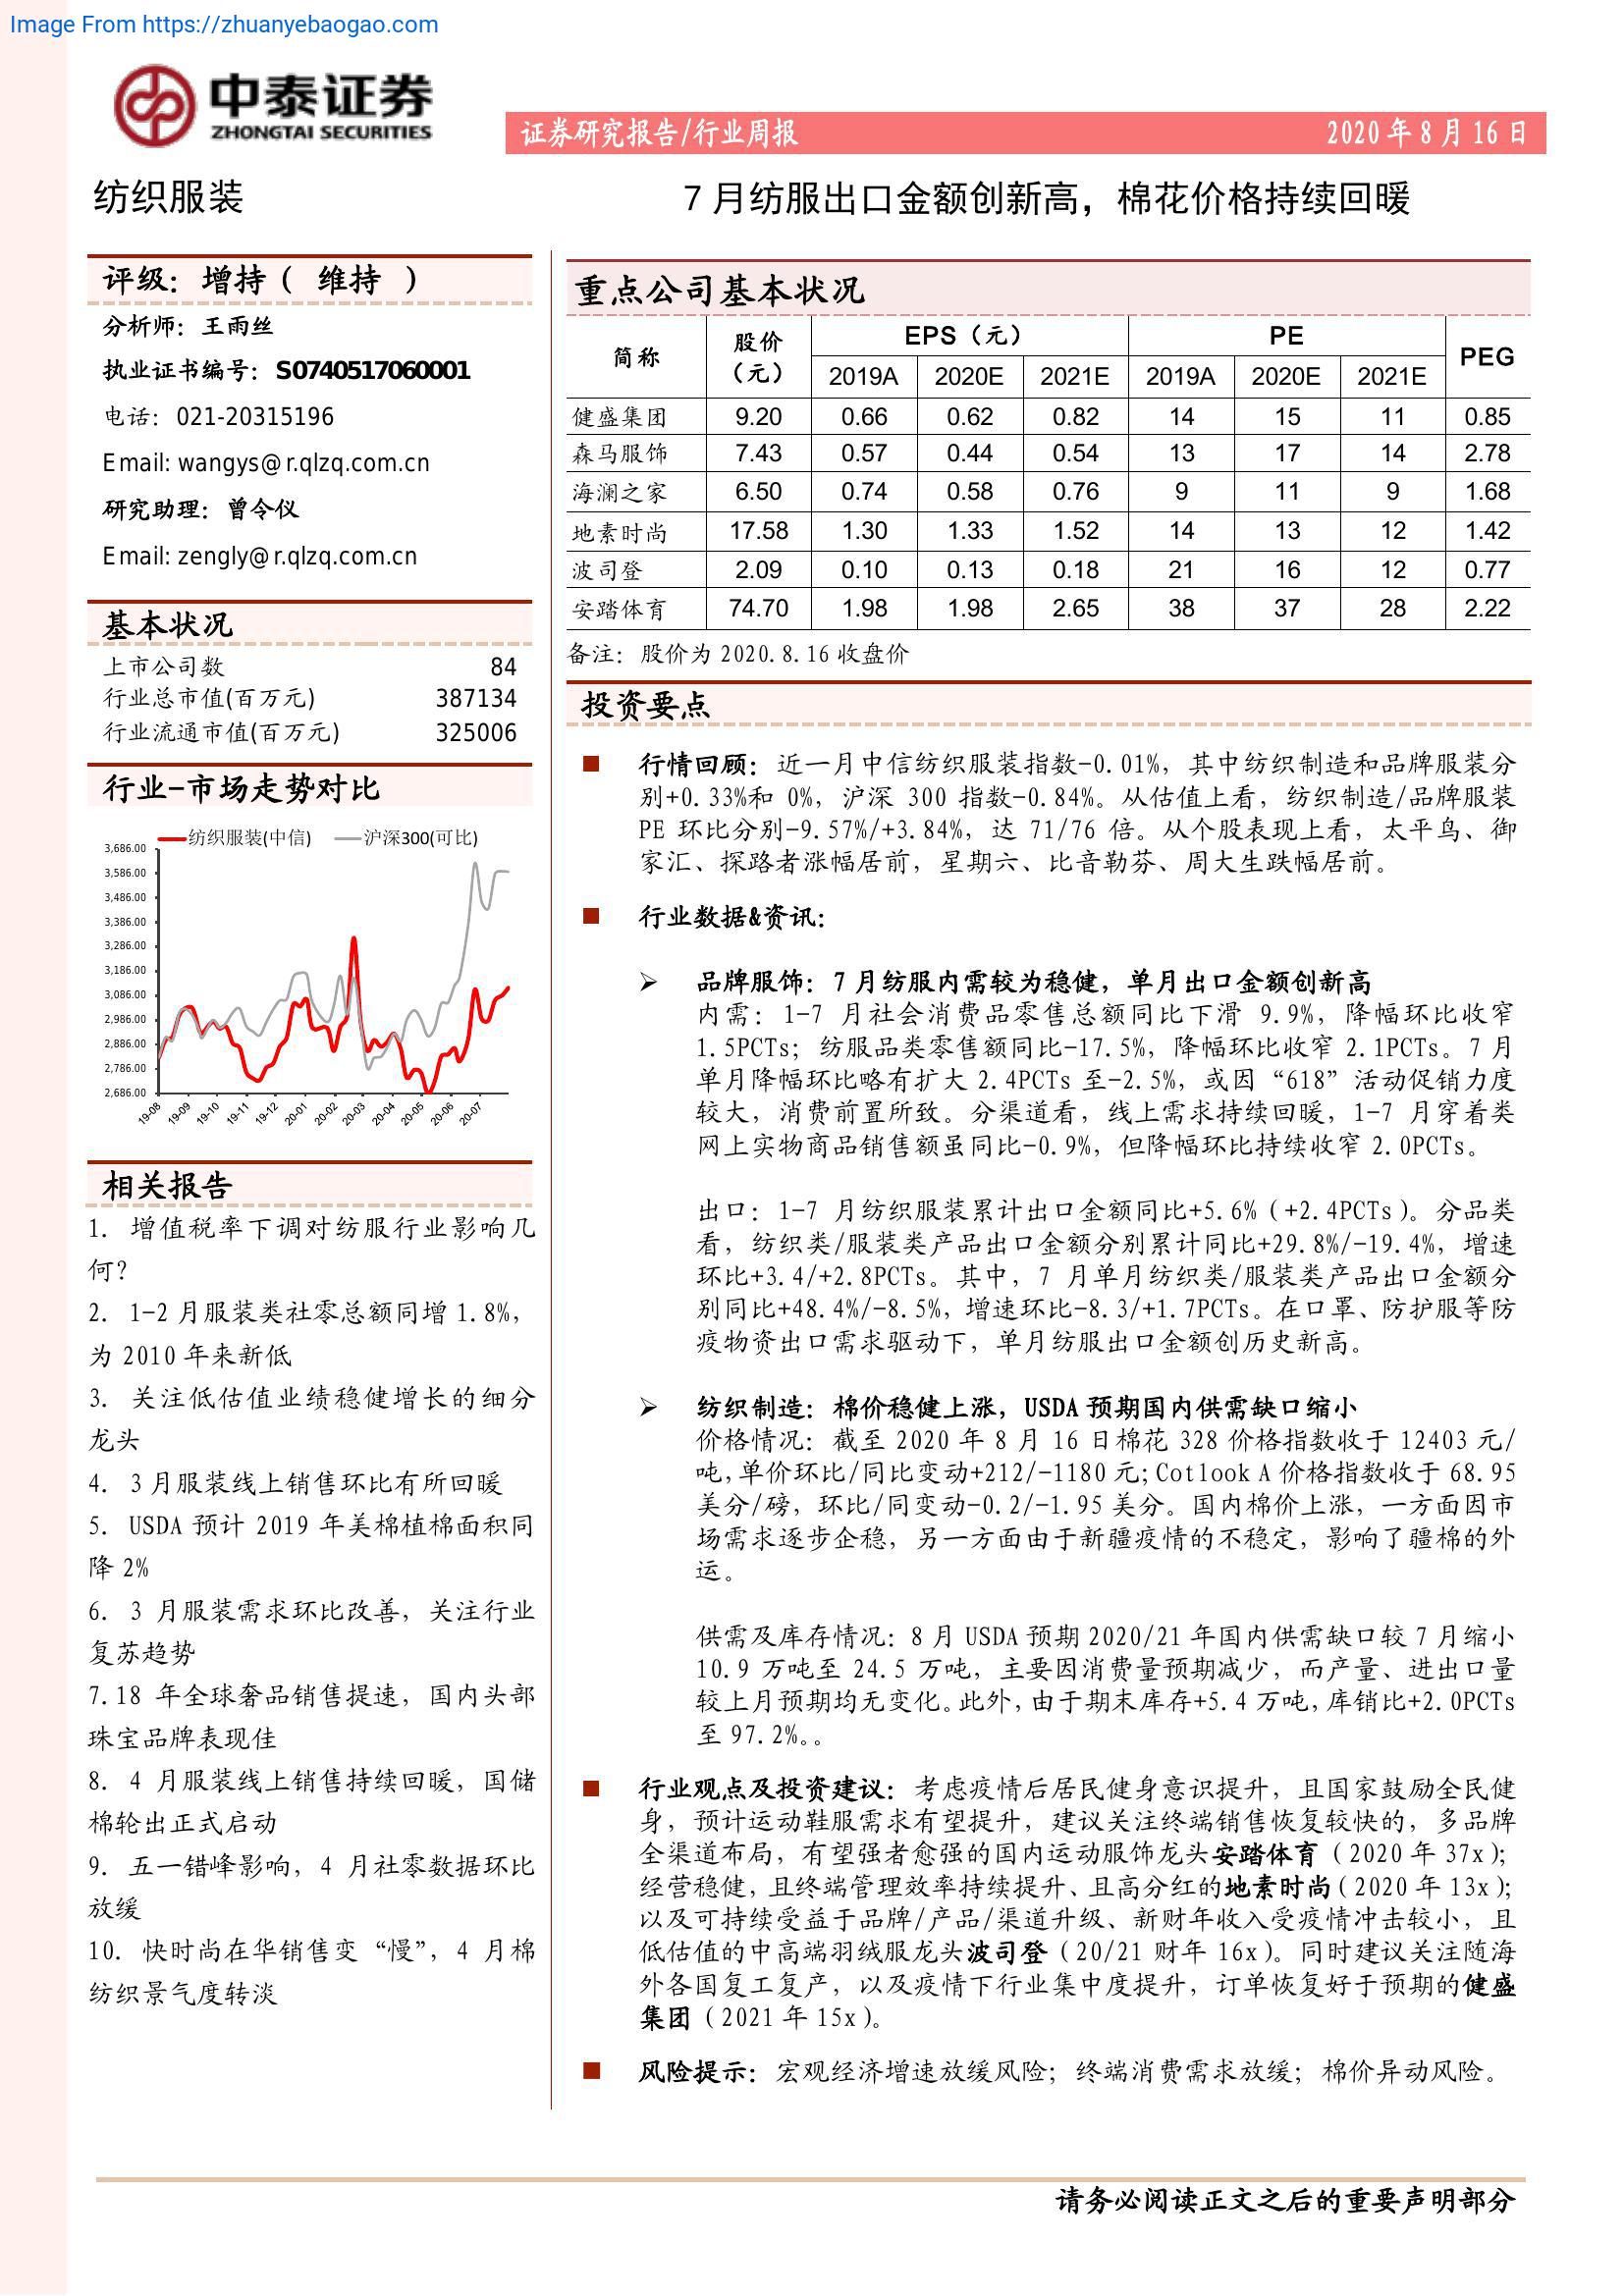 Image From https://zhuanyebaogao.com
中泰证券
ZHONGTAI SECURITIES
证券研究报告/行业周报 2020 年 8 月 16 日
纺织服装
7 月纺服出口金额创新高，棉花价格持续回暖
评级：增持（ 维持 ）
分析师：王雨丝
执业证书编号：S0740517060001
电话：021-20315196
Email: wangys@r.qlzq.com.cn
研究助理：曾令仪
Email: zengly@r.qlzq.com.cn
基本状况
上市公司数 84
行业总市值(百万元) 387134
行业流通市值(百万元) 325006
行业-市场走势对比
纺织服装(中信) 沪深300(可比)
3,686.00
3,586.00
3,486.00
3,386.00
3,286.00
3,186.00
3,086.00
2,986.00
2,886.00
2,786.00
2,686.00
19-08 19-09 19-10 19-11 19-12 20-01 20-02 20-03 20-04 20-05 20-06 20-07
相关报告
1. 增值税率下调对纺服行业影响几
何？
2. 1-2 月服装类社零总额同增 1.8%，
为 2010 年来新低
3. 关注低估值业绩稳健增长的细分
龙头
4. 3 月服装线上销售环比有所回暖
5. USDA 预计 2019 年美棉植棉面积同
降 2%
6. 3 月服装需求环比改善，关注行业
复苏趋势
7.18 年全球奢品销售提速，国内头部
珠宝品牌表现佳
8. 4 月服装线上销售持续回暖，国储
棉轮出正式启动
9. 五一错峰影响，4 月社零数据环比
放缓
10. 快时尚在华销售变“慢”，4 月棉
纺织景气度转淡
重点公司基本状况
简称 股价（元） EPS（元） PE PEG
2019A 2020E 2021E 2019A 2020E 2021E
健盛集团 9.20 0.66 0.62 0.82 14 15 11 0.85
森马服饰 7.43 0.57 0.44 0.54 13 17 14 2.78
海澜之家 6.50 0.74 0.58 0.76 9 11 9 1.68
地素时尚 17.58 1.30 1.33 1.52 14 13 12 1.42
波司登 2.09 0.10 0.13 0.18 21 16 12 0.77
安踏体育 74.70 1.98 1.98 2.65 38 37 28 2.22
备注：股价为 2020.8.16 收盘价
投资要点
行情回顾：近一月中信纺织服装指数-0.01%，其中纺织制造和品牌服装分
别+0.33%和 0%，沪深 300 指数-0.84%。从估值上看，纺织制造/品牌服装
PE 环比分别-9.57%/+3.84%，达 71/76 倍。从个股表现上看，太平鸟、御
家汇、探路者涨幅居前，星期六、比音勒芬、周大生跌幅居前。
行业数据&资讯：
品牌服饰：7 月纺服内需较为稳健，单月出口金额创新高
内需：1-7 月社会消费品零售总额同比下滑 9.9%，降幅环比收窄
1.5PCTs；纺服品类零售额同比-17.5%，降幅环比收窄 2.1PCTs。7 月
单月降幅环比略有扩大 2.4PCTs 至-2.5%，或因“618”活动促销力度
较大，消费前置所致。分渠道看，线上需求持续回暖，1-7 月穿着类
网上实物商品销售额虽同比-0.9%，但降幅环比持续收窄 2.0PCTs。
出口：1-7 月纺织服装累计出口金额同比+5.6%（+2.4PCTs）。分品类
看，纺织类/服装类产品出口金额分别累计同比+29.8%/-19.4%，增速
环比+3.4/+2.8PCTs。其中，7 月单月纺织类/服装类产品出口金额分
别同比+48.4%/-8.5%，增速环比-8.3/+1.7PCTs。在口罩、防护服等防
疫物资出口需求驱动下，单月纺服出口金额创历史新高。
纺织制造：棉价稳健上涨，USDA 预期国内供需缺口缩小
价格情况：截至 2020 年 8 月 16 日棉花 328 价格指数收于 12403 元/
吨，单价环比/同比变动+212/-1180 元；Cotlook A 价格指数收于 68.95
美分/磅，环比/同变动-0.2/-1.95 美分。国内棉价上涨，一方面因市
场需求逐步企稳，另一方面由于新疆疫情的不稳定，影响了疆棉的外
运。
供需及库存情况：8 月 USDA 预期 2020/21 年国内供需缺口较 7 月缩小
10.9 万吨至 24.5 万吨，主要因消费量预期减少，而产量、进出口量
较上月预期均无变化。此外，由于期末库存+5.4 万吨，库销比+2.0PCTs
至 97.2%。。
行业观点及投资建议：考虑疫情后居民健身意识提升，且国家鼓励全民健
身，预计运动鞋服需求有望提升，建议关注终端销售恢复较快的，多品牌
全渠道布局，有望强者愈强的国内运动服饰龙头安踏体育（2020 年 37x）；
经营稳健，且终端管理效率持续提升、且高分红的地素时尚（2020 年 13x）；
以及可持续受益于品牌/产品/渠道升级、新财年收入受疫情冲击较小，且
低估值的中高端羽绒服龙头波司登（20/21 财年 16x）。同时建议关注随海
外各国复工复产，以及疫情下行业集中度提升，订单恢复好于预期的健盛
集团（2021 年 15x）。
风险提示：宏观经济增速放缓风险；终端消费需求放缓；棉价异动风险。
请务必阅读正文之后的重要声明部分